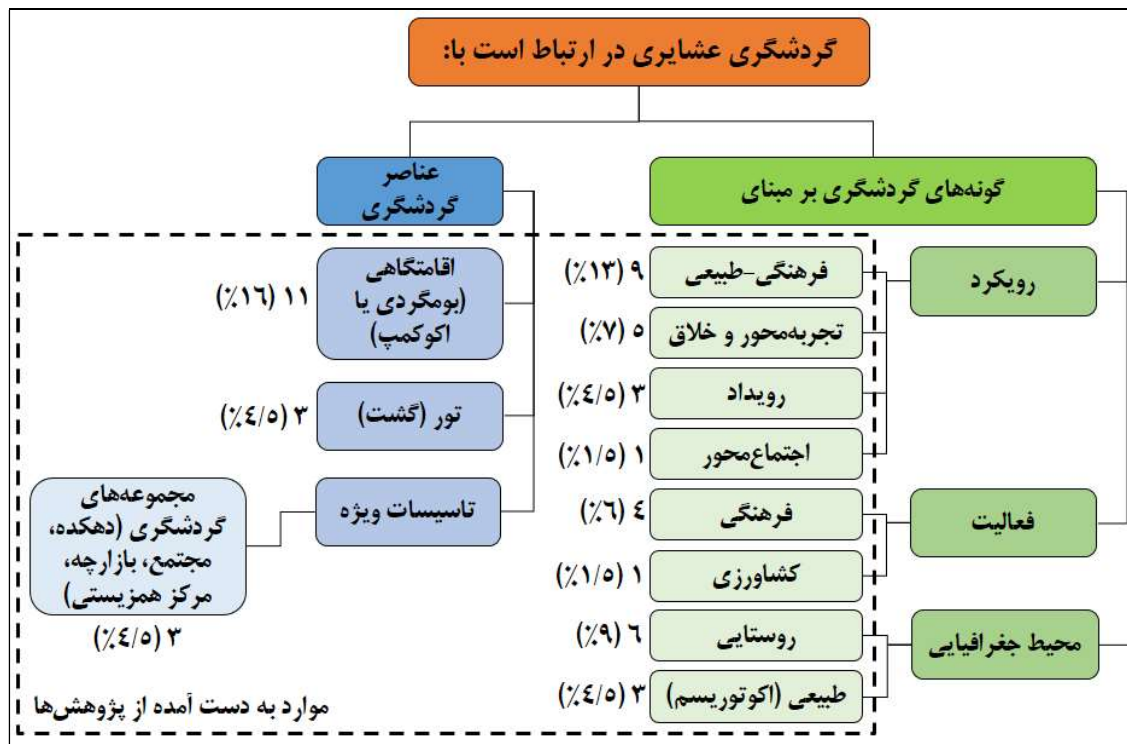 گردشگری عشایری در ارتباط است با:
گونه‌های گردشگری بر مبنای
رویکرد
فرهنگی-طبیعی
۹ (٪۱۳)
تجربه‌محور و خلاق
۵ (٪۷)
رویداد
۳ (٪۴/۵)
اجتماع‌محور
۱ (٪۱/۵)
فعالیت
فرهنگی
۴ (٪۶)
کشاورزی
۱ (٪۱/۵)
محیط جغرافیایی
روستایی
۶ (٪۹)
طبیعی (اکوتوریسم)
۳ (٪۴/۵)
عناصر
گردشگری
اقامتگاهی
(بومگردی یا
اکوکمپ)
۱۱ (٪۱۶)
تور (گشت)
۳ (٪۴/۵)
تاسیسات ویژه
مجموعه‌های
گردشگری (دهکده،
مجتمع، بازارچه،
مرکز همزیستی)
۳ (٪۴/۵)
موارد به دست آمده از پژوهش‌ها